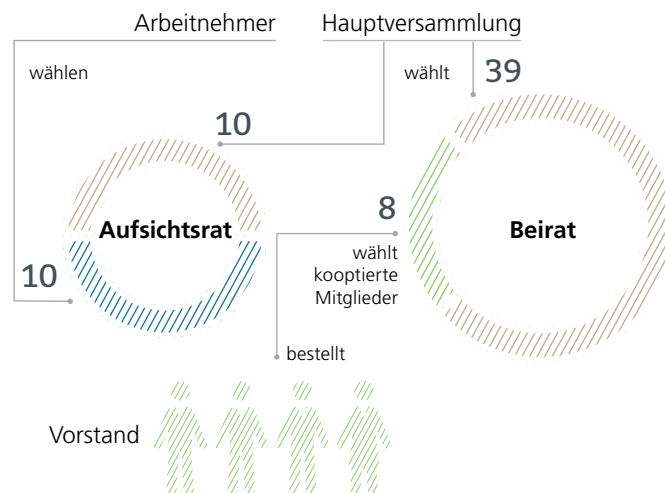 Arbeitnehmer
Hauptversammlung
wählen
wählt
39
10
Aufsichtsrat
8
Beirat
wählt
kooptierte
Mitglieder
10
bestellt
Vorstand